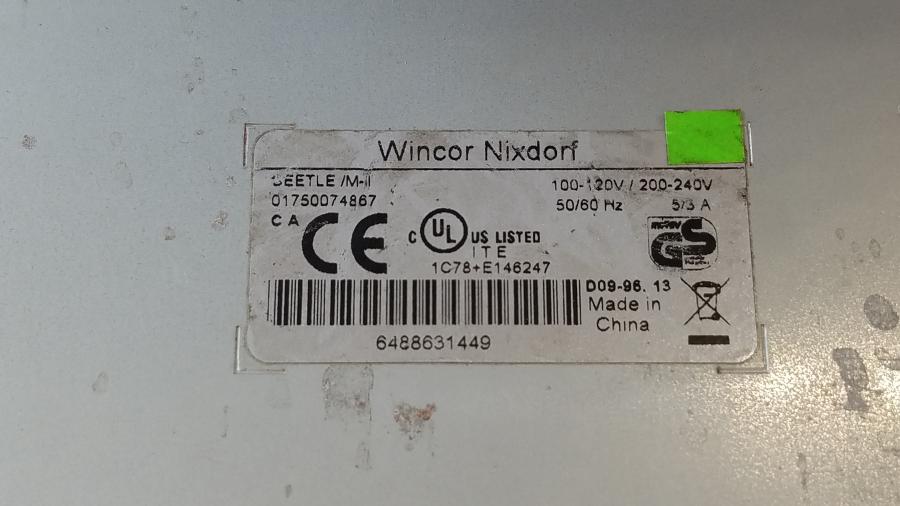 Wincor Nixdorf
BEETLE /M-II
100-120V / 200-240V
01750074867
50/60 Hz 5/3 A
C A
CE
C UL US LISTED
GS
ITE
1C78+E146247
D09-96. 13
Made in
China
6488631449